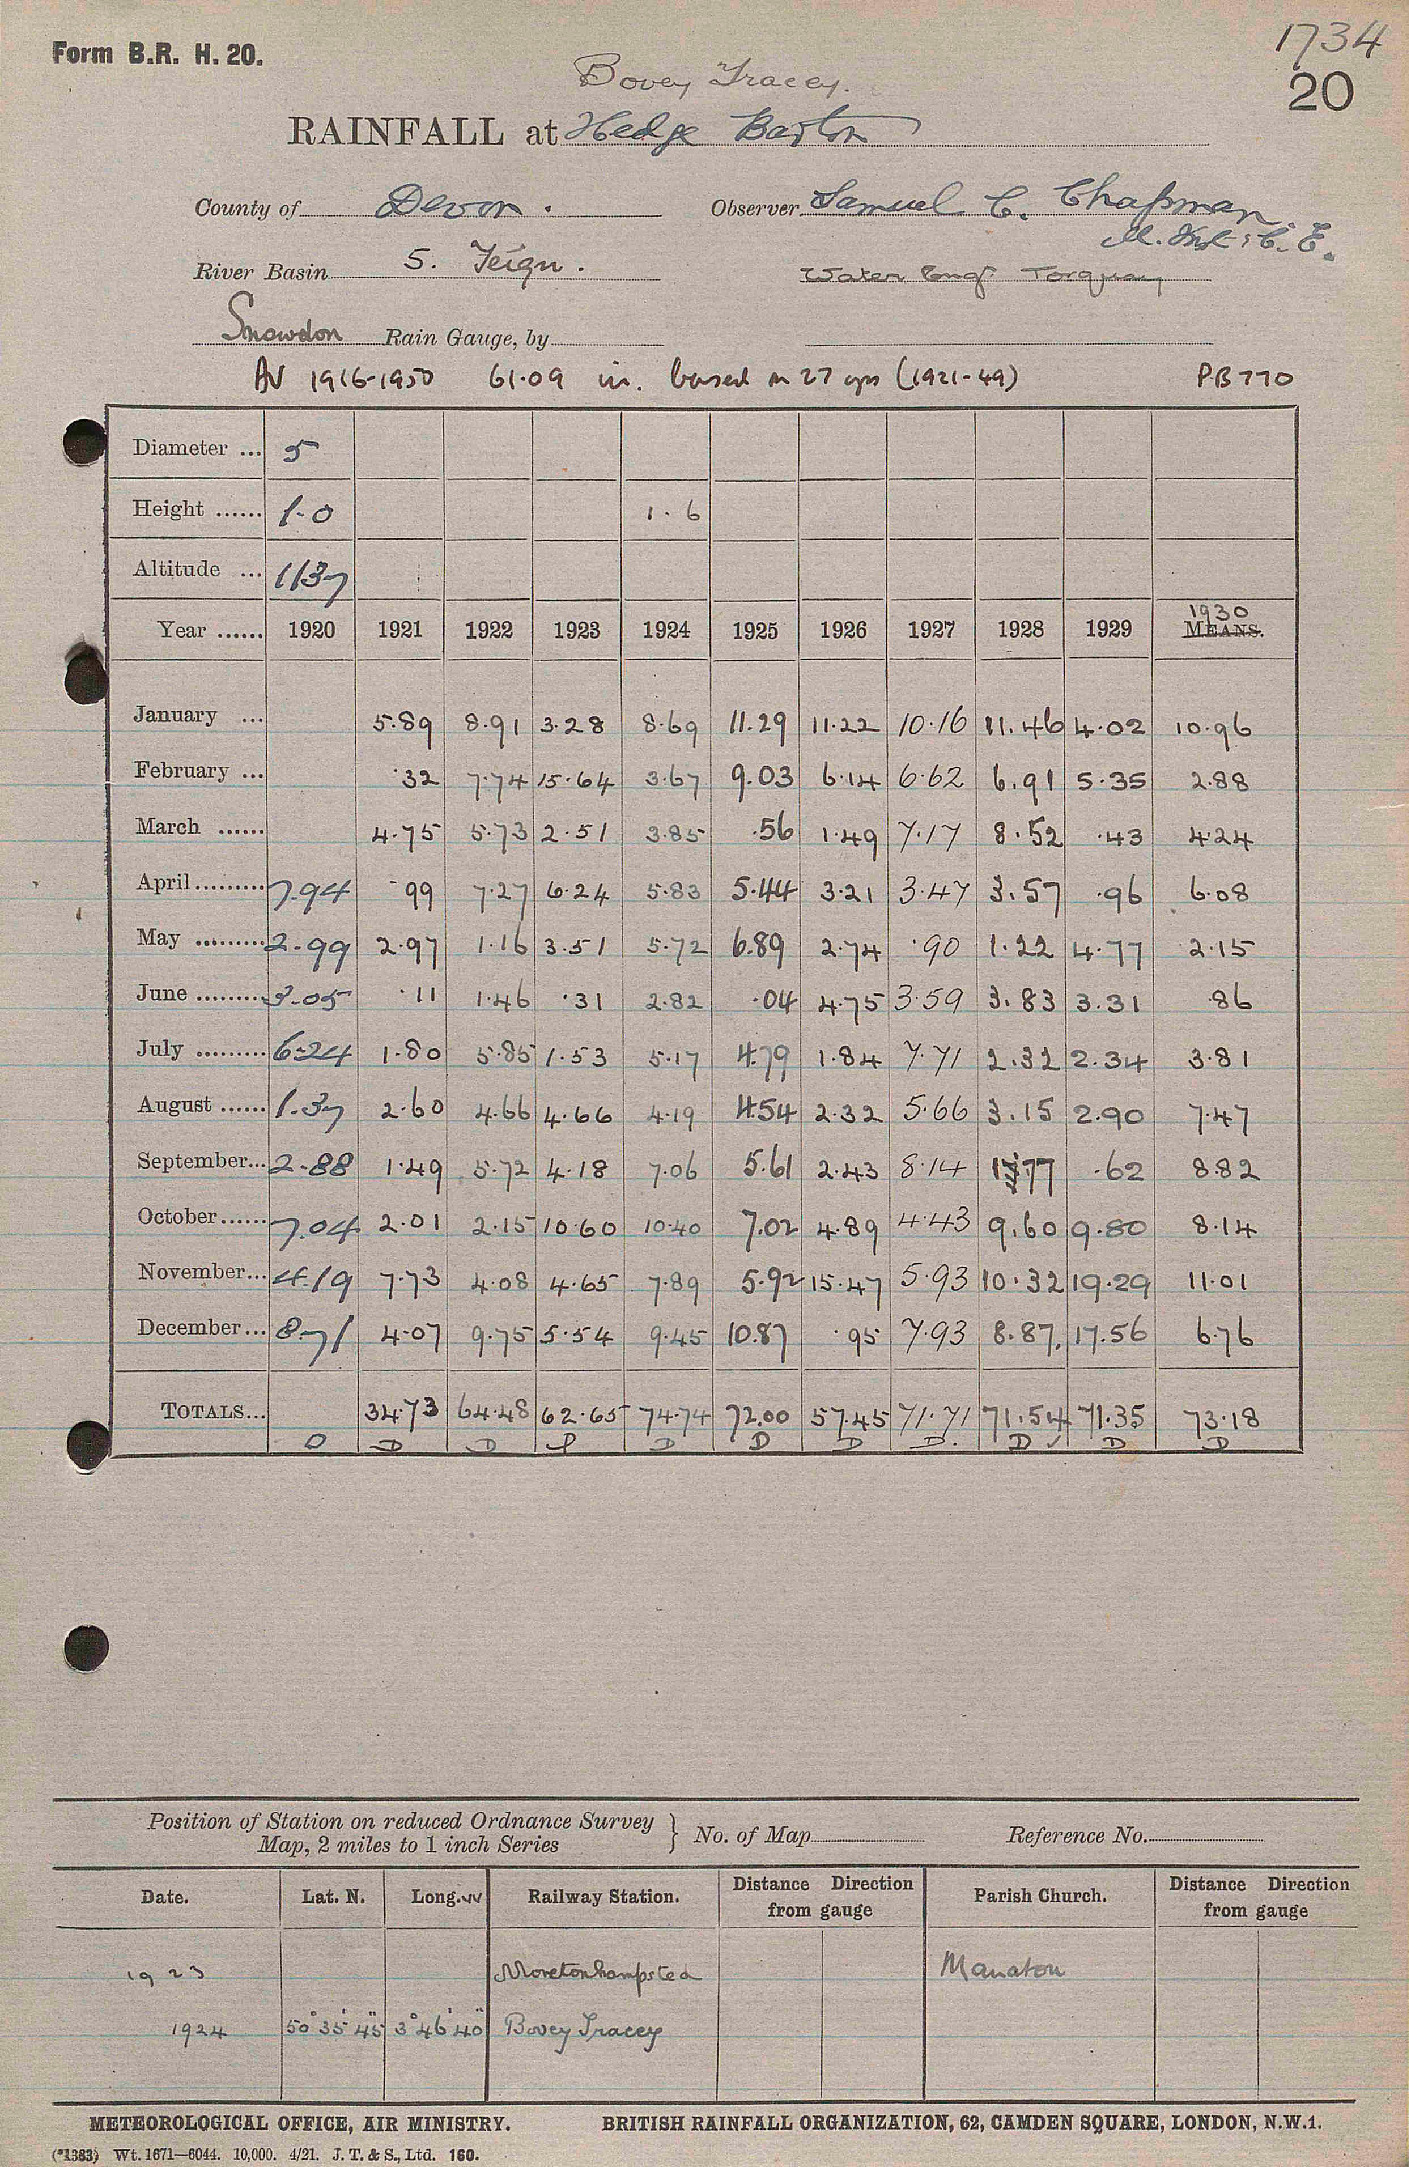 Form B.R. H. 20.
1734
20
Bovey Tracey.
RAINFALL at Hedge Barton
County of Devon. Observer Samuel C. Chapman
M. Inst. C. E.
River Basin 5. Teign. Water Engr. Torquay
Snowdon Rain Gauge, by
AV 1916-1950 61.09 in. based on 27 yrs (1921-49) PB770
Diameter ... 5
Height ...... 1-0 1.6
Altitude ... 1137
Year ...... 1920 1921 1922 1923 1924 1925 1926 1927 1928 1929 1930 MEANS.
January ... 5.89 8.91 3.28 8.69 11.29 11.22 10.16 11.46 4.02 10.96
February ... .32 7.74 15.64 3.67 9.03 6.14 6.62 6.91 5.35 2.88
March ...... 4.75 5.73 2.51 3.85 .56 1.49 7.17 8.52 .43 4.24
April ......... 7.94 .99 7.27 6.24 5.83 5.44 3.21 3.47 3.57 .96 6.08
May ......... 2.99 2.97 1.16 3.51 5.72 6.89 2.74 .90 1.22 4.77 2.15
June ......... 3.05 .11 1.46 .31 2.82 .04 4.75 3.59 3.83 3.31 .86
July ......... 6.24 1.80 5.85 1.53 5.17 4.79 1.84 7.71 2.32 2.34 3.81
August ...... 1.37 2.60 4.66 4.66 4.19 4.54 2.32 5.66 3.15 2.90 7.47
September... 2.88 1.49 5.72 4.18 7.06 5.61 2.43 8.14 1.77 .62 8.82
October...... 7.04 2.01 2.15 10.60 10.40 7.02 4.89 4.43 9.60 9.80 8.14
November... 4.19 7.73 4.08 4.65 7.89 5.92 15.47 5.93 10.32 19.29 11.01
December... 8.71 4.07 9.75 5.54 9.45 10.87 .95 7.93 8.87 17.56 6.76
TOTALS... 34.73 64.48 62.65 74.74 72.00 57.45 71.71 71.54 71.35 73.18
D D D D D D D. D ✓ D D
Position of Station on reduced Ordnance Survey
Map, 2 miles to 1 inch Series } No. of Map Reference No.
Date. Lat. N. Long. W Railway Station. Distance Direction from gauge Parish Church. Distance Direction from gauge
1923 Moretonhampstead Manaton
1924 50° 35' 45" 3° 46' 40" Bovey Tracey
METEOROLOGICAL OFFICE, AIR MINISTRY. BRITISH RAINFALL ORGANIZATION, 62, CAMDEN SQUARE, LONDON, N.W.1.
(*1383) Wt. 1671—6044. 10,000. 4/21. J. T. & S., Ltd. 160.